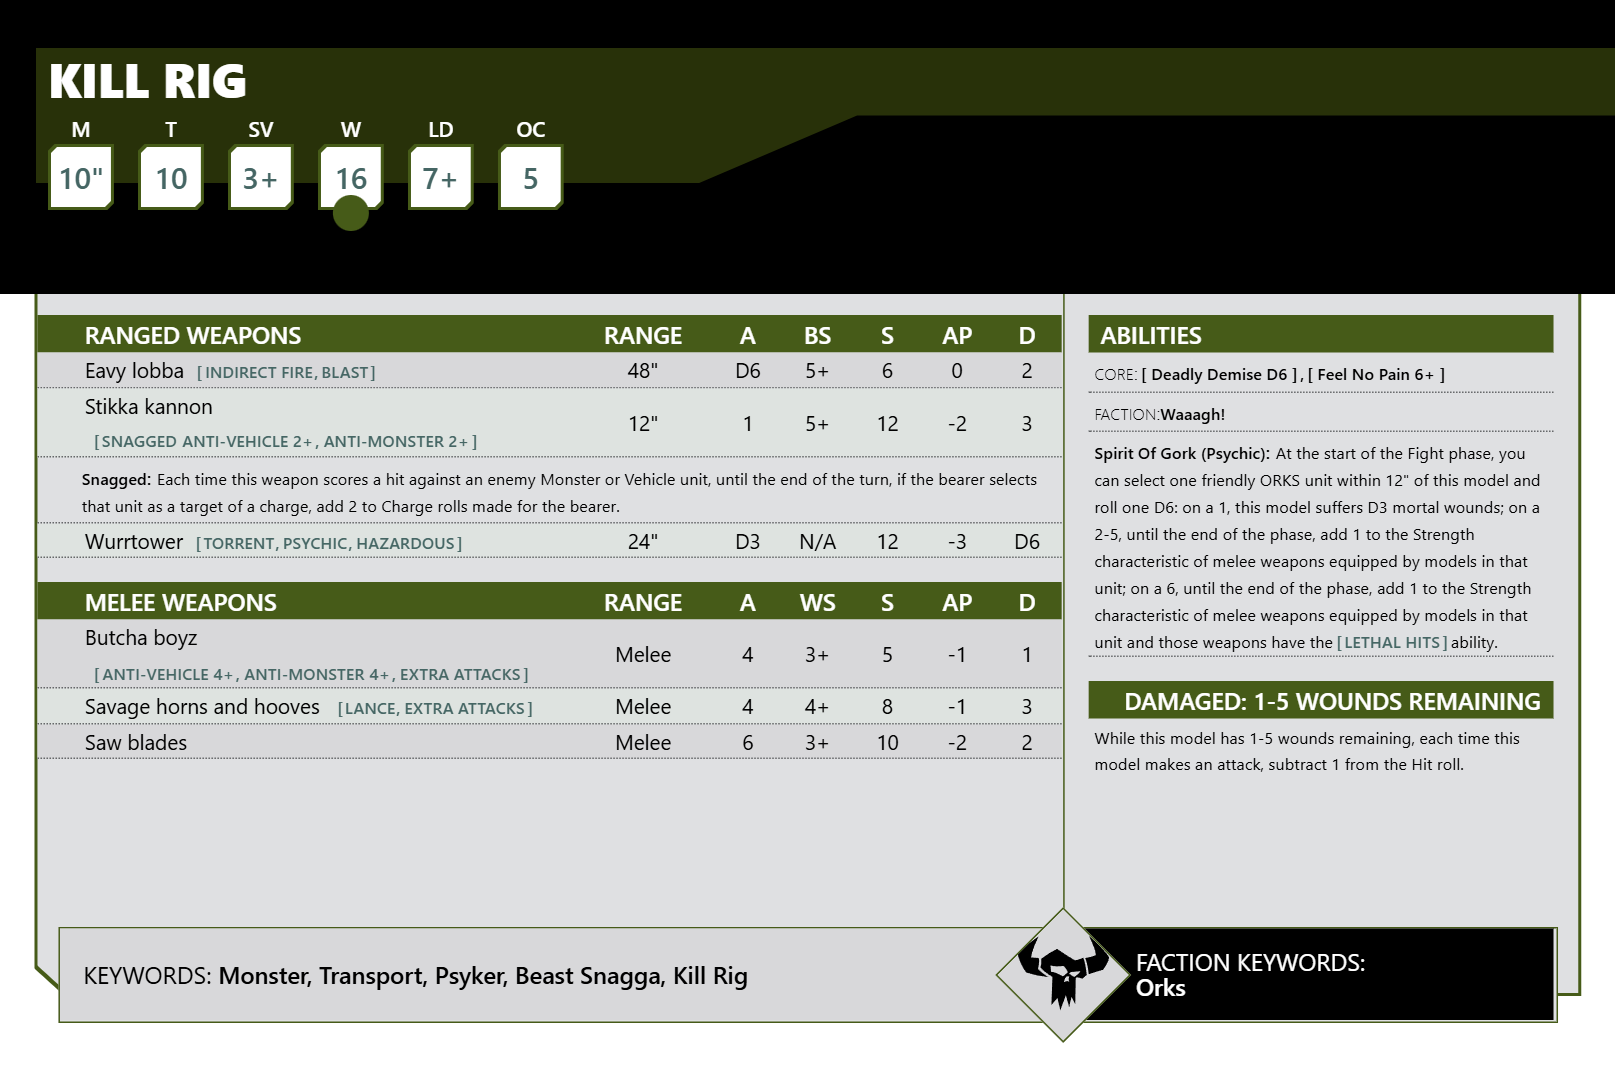 KILL RIG
M T SV W LD OC
10" 10 3+ 16 7+ 5
RANGED WEAPONS RANGE A BS S AP D
Eavy lobba [INDIRECT FIRE, BLAST] 48" D6 5+ 6 0 2
Stikka kannon
12" 1 5+ 12 -2 3
[SNAGGED ANTI-VEHICLE 2+, ANTI-MONSTER 2+]
Snagged: Each time this weapon scores a hit against an enemy Monster or Vehicle unit, until the end of the turn, if the bearer selects
that unit as a target of a charge, add 2 to Charge rolls made for the bearer.
Wurrtower [TORRENT, PSYCHIC, HAZARDOUS] 24" D3 N/A 12 -3 D6
MELEE WEAPONS RANGE A WS S AP D
Butcha boyz
Melee 4 3+ 5 -1 1
[ANTI-VEHICLE 4+, ANTI-MONSTER 4+, EXTRA ATTACKS]
Savage horns and hooves [LANCE, EXTRA ATTACKS] Melee 4 4+ 8 -1 3
Saw blades Melee 6 3+ 10 -2 2
ABILITIES
CORE: [ Deadly Demise D6 ] , [ Feel No Pain 6+ ]
FACTION:Waaagh!
Spirit Of Gork (Psychic): At the start of the Fight phase, you
can select one friendly ORKS unit within 12" of this model and
roll one D6: on a 1, this model suffers D3 mortal wounds; on a
2-5, until the end of the phase, add 1 to the Strength
characteristic of melee weapons equipped by models in that
unit; on a 6, until the end of the phase, add 1 to the Strength
characteristic of melee weapons equipped by models in that
unit and those weapons have the [LETHAL HITS] ability.
DAMAGED: 1-5 WOUNDS REMAINING
While this model has 1-5 wounds remaining, each time this
model makes an attack, subtract 1 from the Hit roll.
KEYWORDS: Monster, Transport, Psyker, Beast Snagga, Kill Rig
FACTION KEYWORDS:
Orks